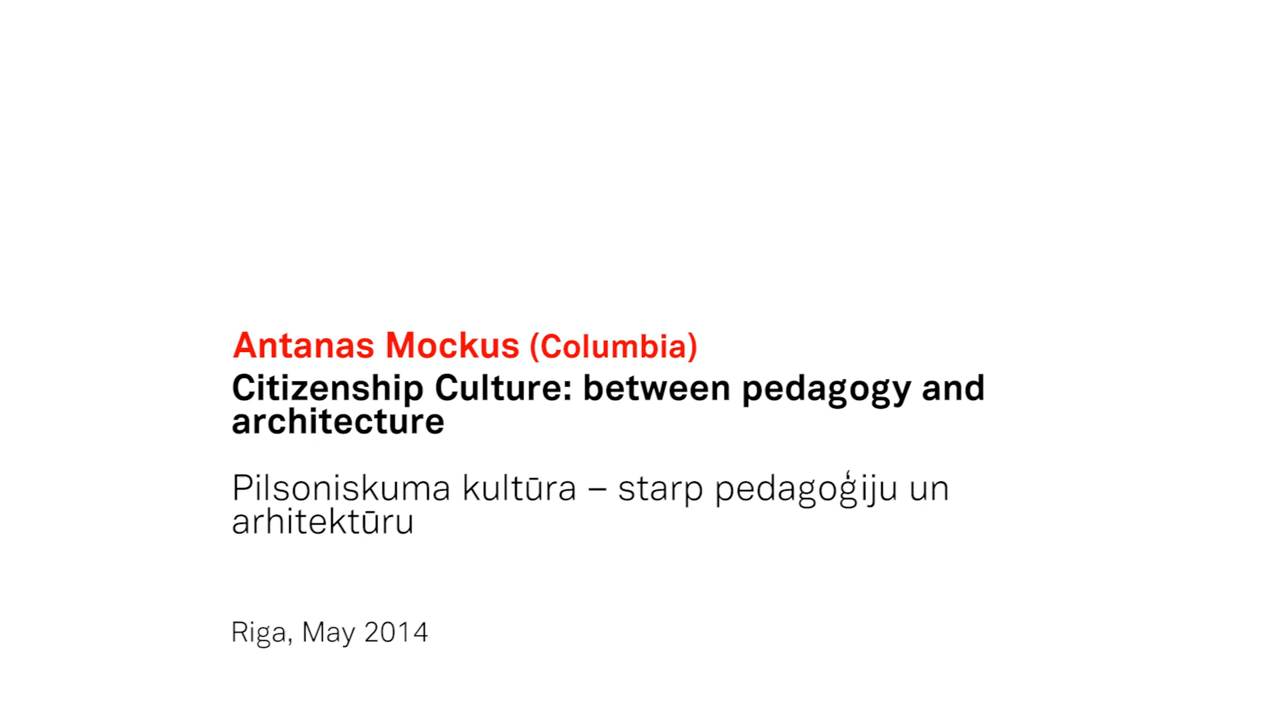 Antanas Mockus (Columbia)
Citizenship Culture: between pedagogy and
architecture
Pilsoniskuma kultūra – starp pedagoģiju un
arhitektūru
Riga, May 2014